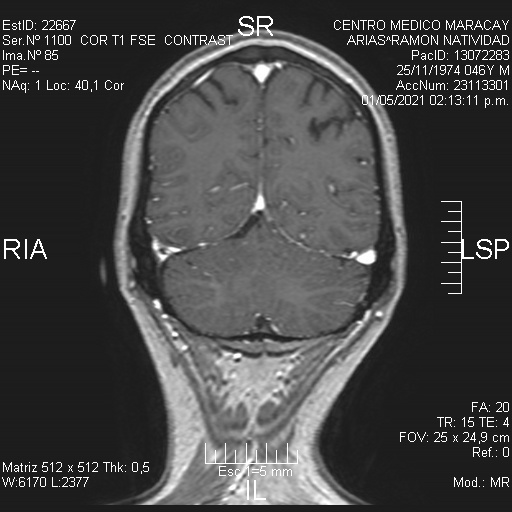 EstID: 22667
Ser.Nº 1100 COR T1 FSE CONTRAST
Ima.Nº 85
PE= --
NAq: 1 Loc: 40,1 Cor
SR
CENTRO MEDICO MARACAY
ARIAS^RAMON NATIVIDAD
PacID: 13072283
25/11/1974 046Y M
AccNum: 23113301
01/05/2021 02:13:11 p.m.
RIA
LSP
FA: 20
TR: 15 TE: 4
FOV: 25 x 24,9 cm
Ref.: 0
Mod.: MR
Matriz 512 x 512 Thk: 0,5
W:6170 L:2377
Esc 1=5 mm
IL